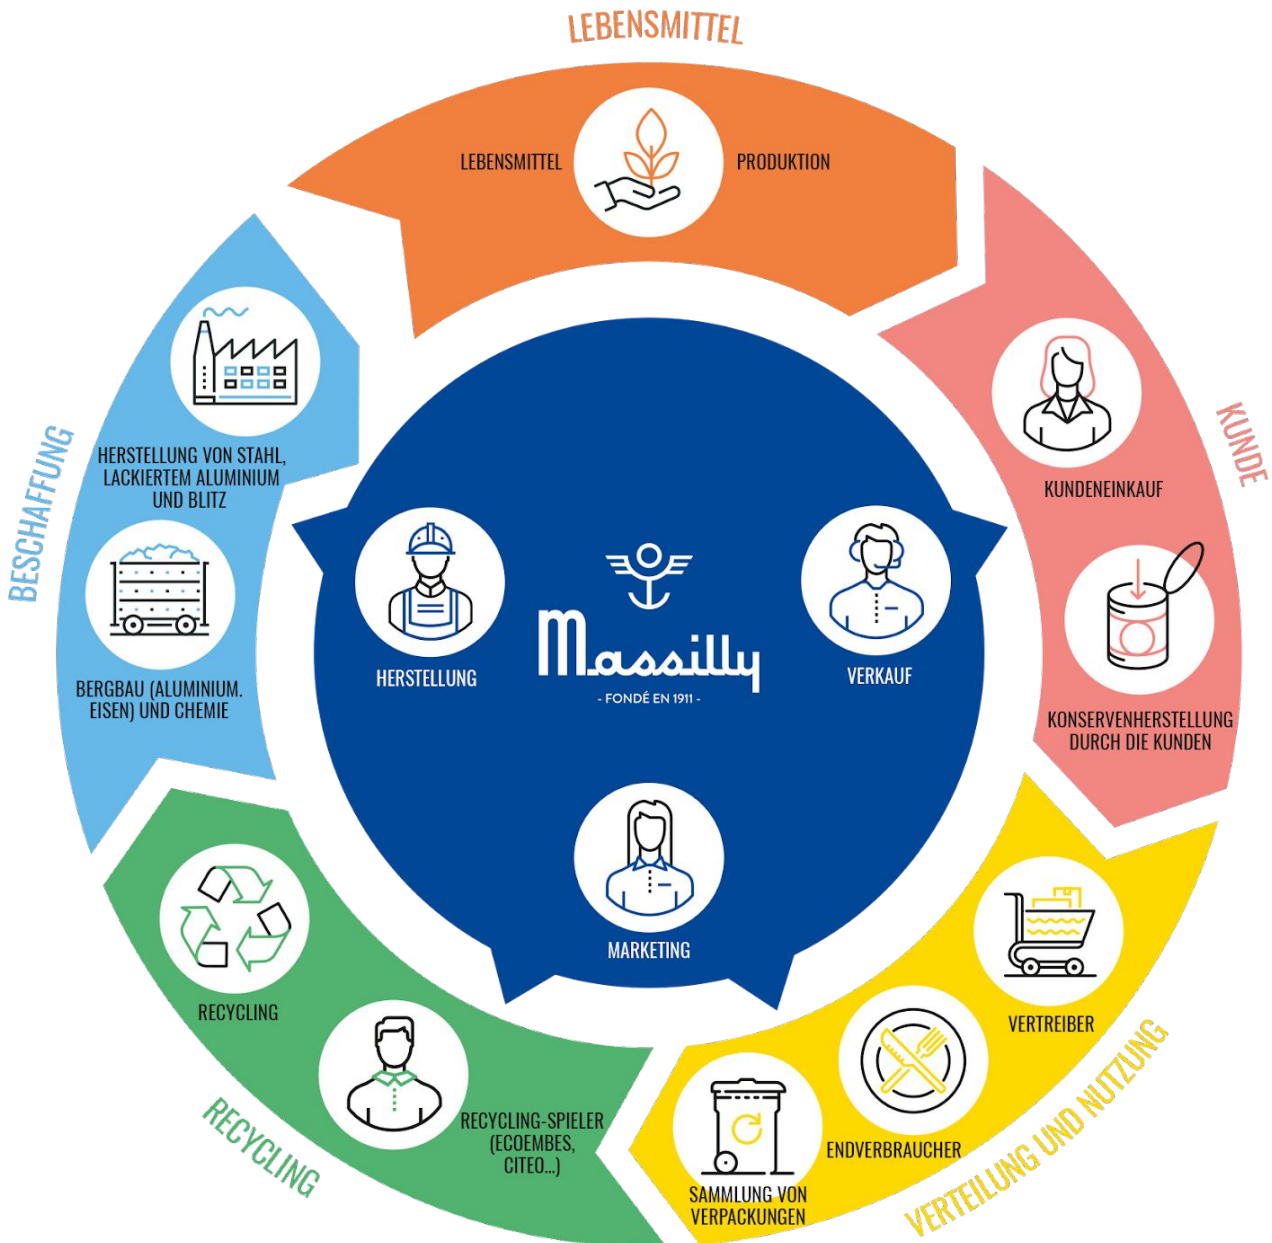 LEBENSMITTEL
LEBENSMITTEL
PRODUKTION
KUNDE
KUNDENEINKAUF
KONSERVENHERSTELLUNG
DURCH DIE KUNDEN
VERTEILUNG UND NUTZUNG
VERTREIBER
ENDVERBRAUCHER
SAMMLUNG VON
VERPACKUNGEN
RECYCLING
RECYCLING-SPIELER
(ECOEMBES,
CITEO...)
RECYCLING
BESCHAFFUNG
HERSTELLUNG VON STAHL,
LACKIERTEM ALUMINIUM
UND BLITZ
BERGBAU (ALUMINIUM.
EISEN) UND CHEMIE
HERSTELLUNG
Massilly
- FONDÉ EN 1911 -
VERKAUF
MARKETING